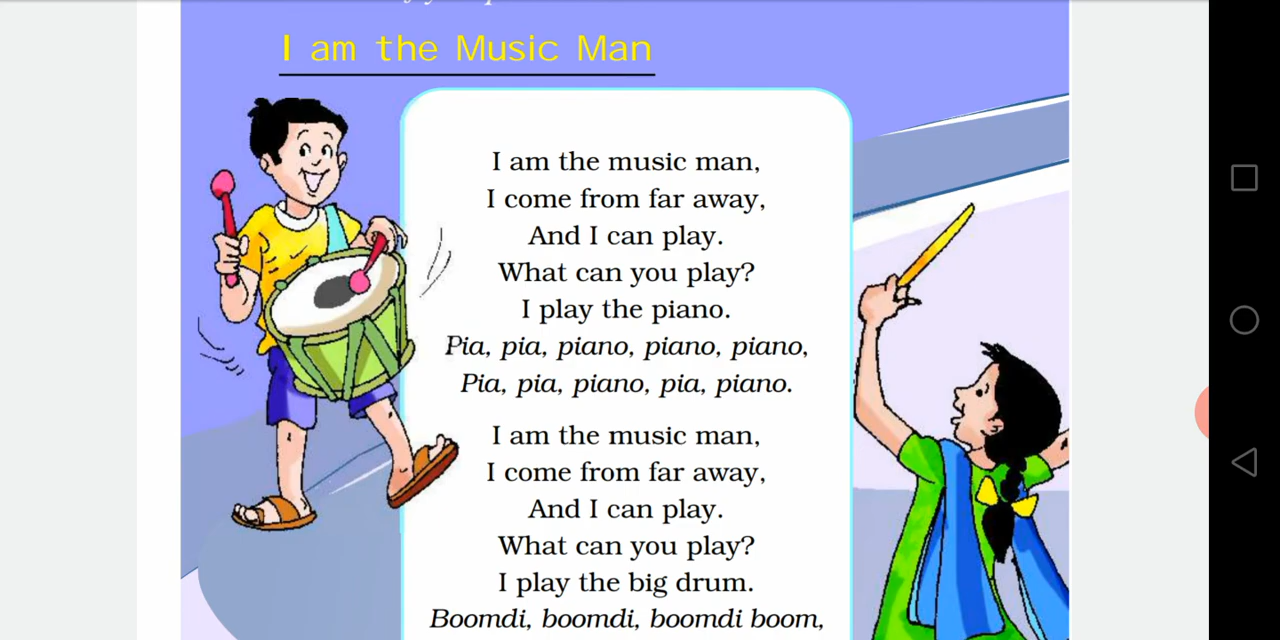 I am the Music Man
I am the music man,
I come from far away,
And I can play.
What can you play?
I play the piano.
Pia, pia, piano, piano, piano,
Pia, pia, piano, pia, piano.
I am the music man,
I come from far away,
And I can play.
What can you play?
I play the big drum.
Boomdi, boomdi, boomdi boom,